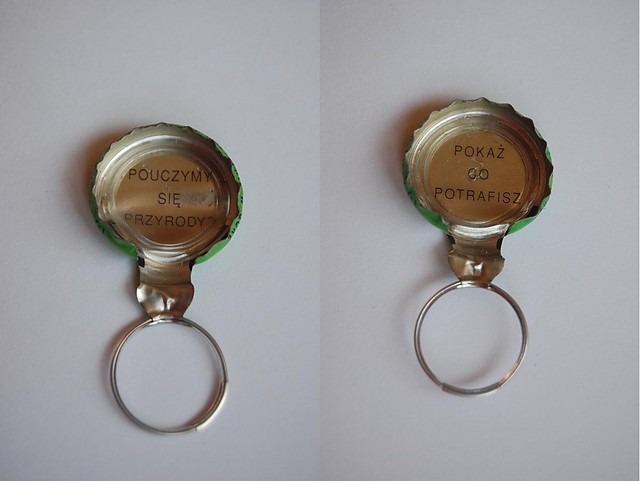 POUCZYMY
SIĘ
PRZYRODY?
POKAŻ
CO
POTRAFISZ